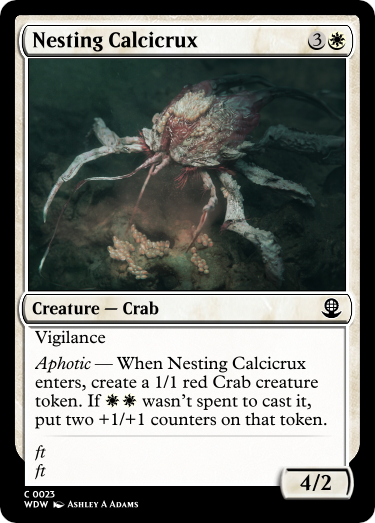 Nesting Calcicrux 3
Creature — Crab
Vigilance
Aphotic — When Nesting Calcicrux
enters, create a 1/1 red Crab creature
token. If wasn't spent to cast it,
put two +1/+1 counters on that token.
ft
ft
4/2
C 0023
WDW Ashley A Adams